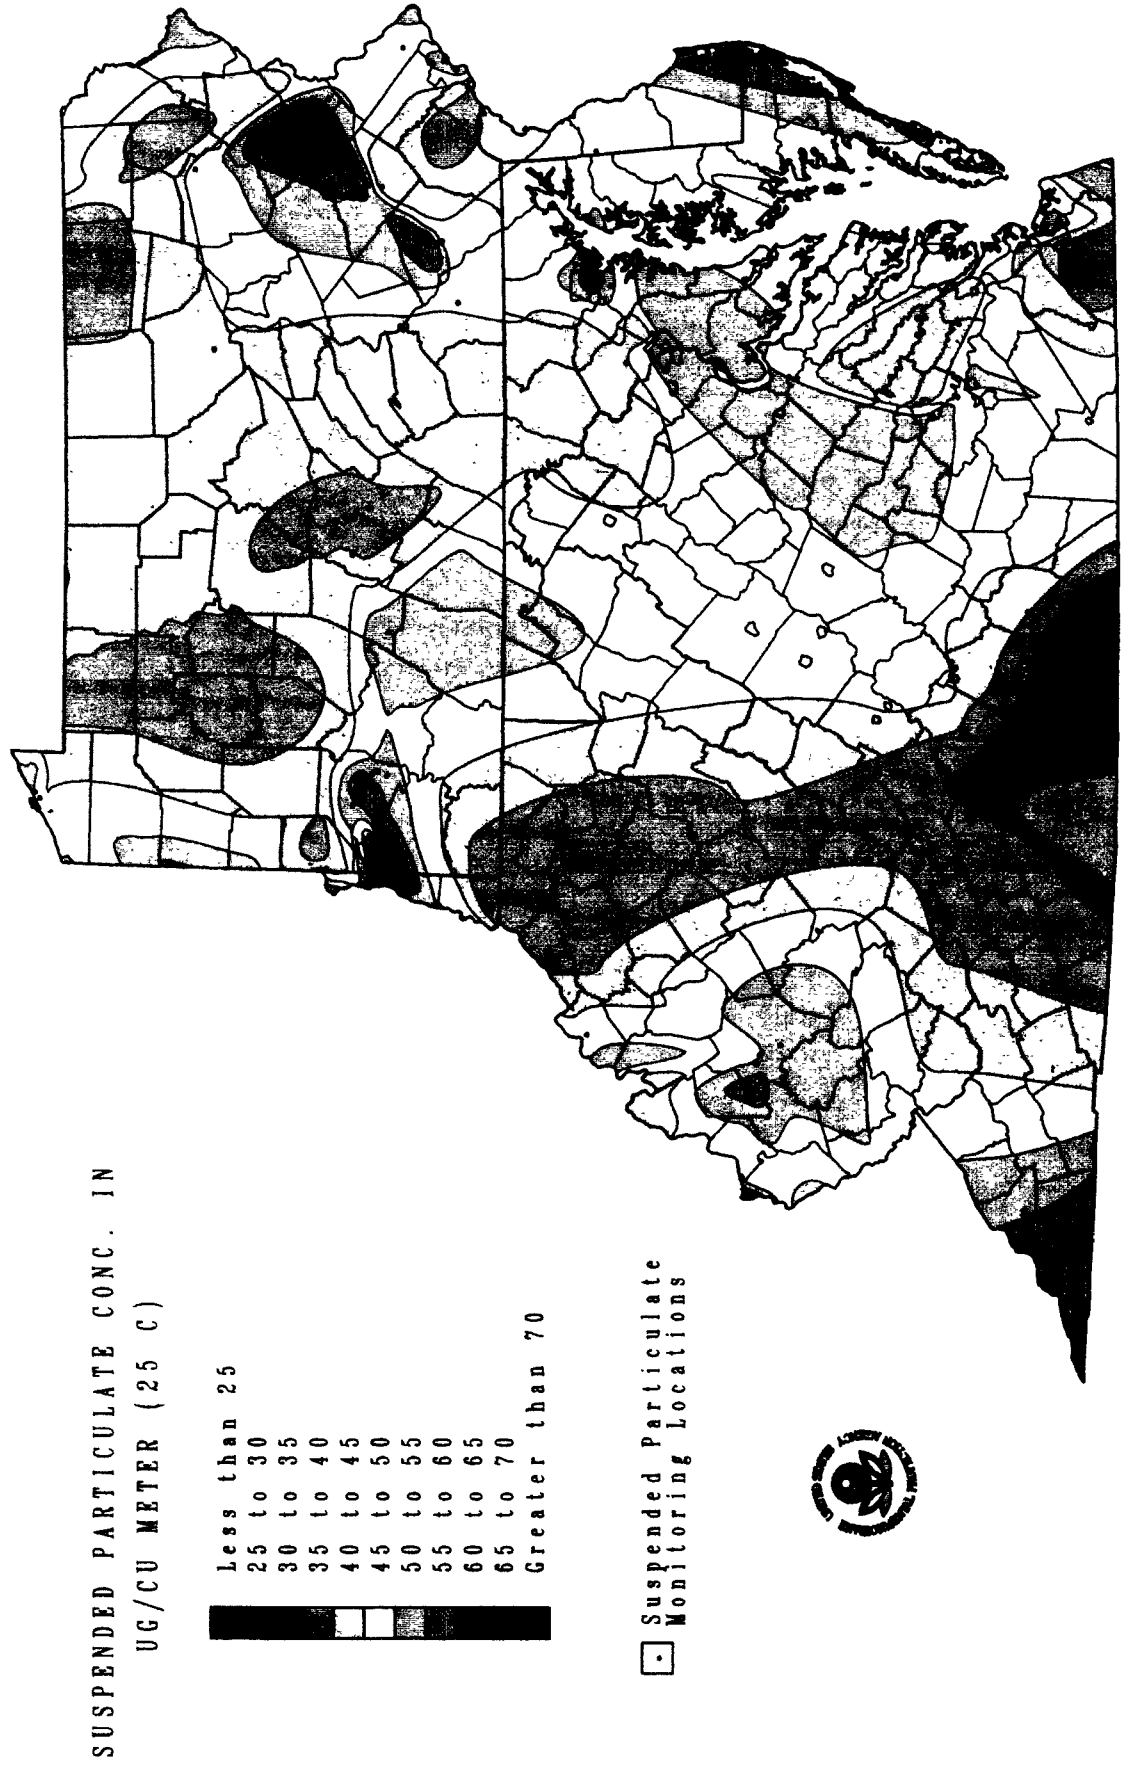 SUSPENDED PARTICULATE CONC. IN
UG/CU METER (25 C)
Less than 25
25 to 30
30 to 35
35 to 40
40 to 45
45 to 50
50 to 55
55 to 60
60 to 65
65 to 70
Greater than 70
Suspended Particulate
Monitoring Locations